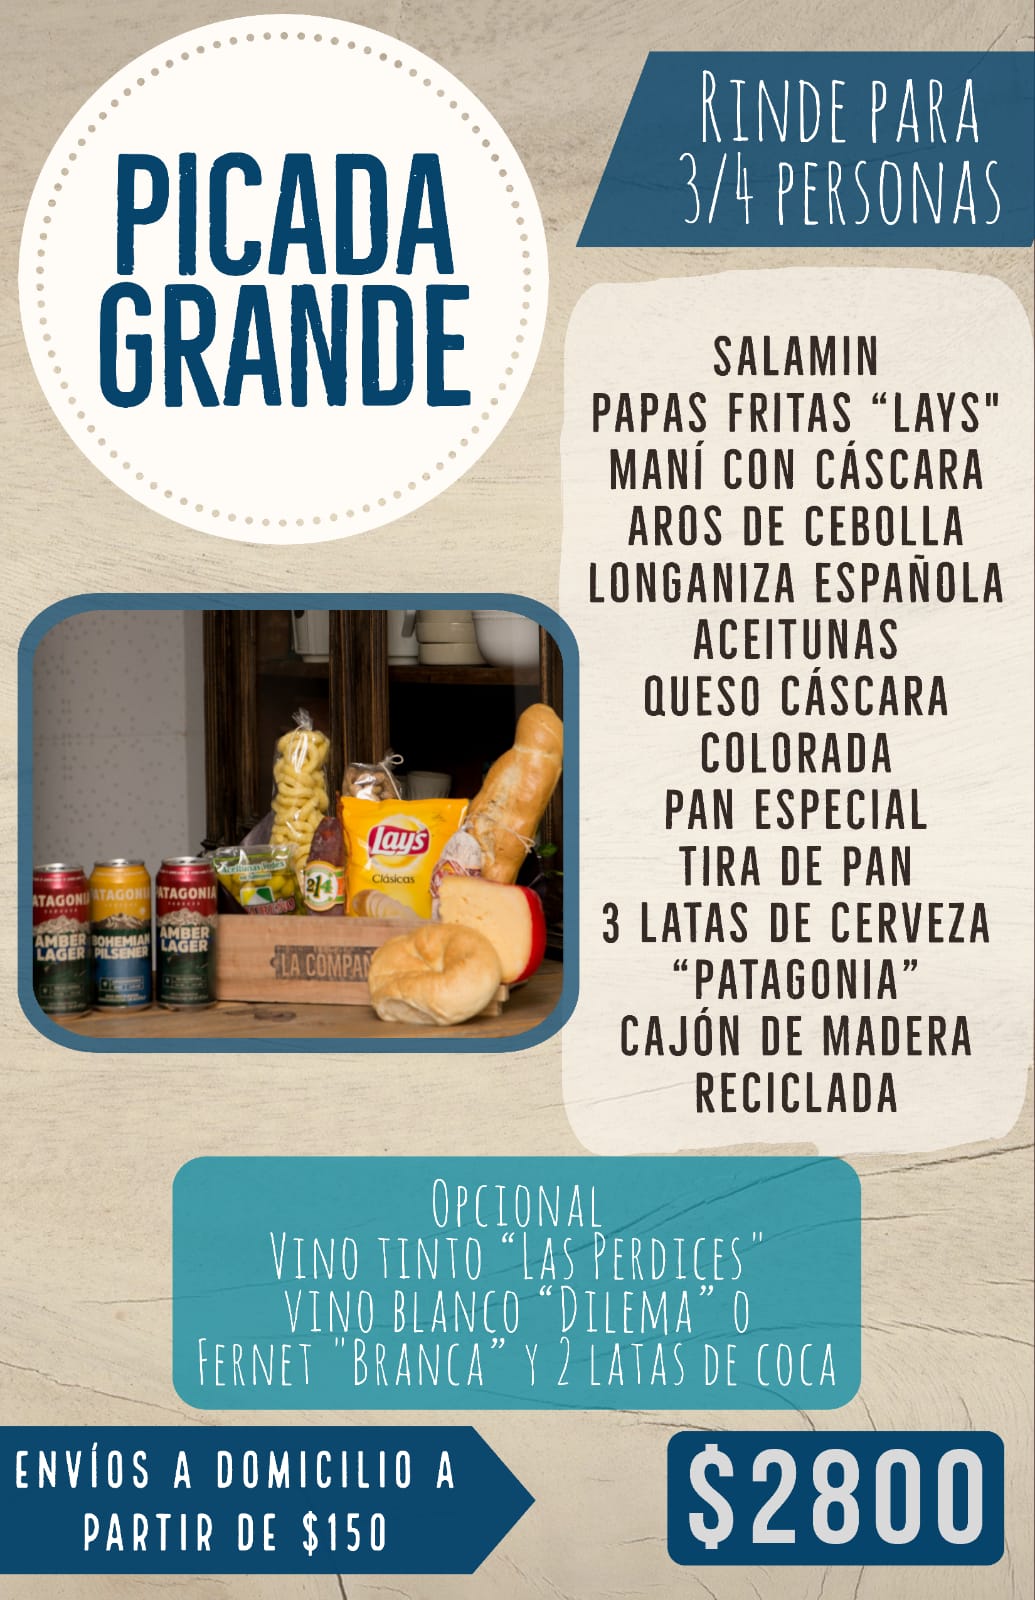 PICADA
GRANDE
RINDE PARA
3/4 PERSONAS
SALAMIN
PAPAS FRITAS “LAYS"
MANÍ CON CÁSCARA
AROS DE CEBOLLA
LONGANIZA ESPAÑOLA
ACEITUNAS
QUESO CÁSCARA
COLORADA
PAN ESPECIAL
TIRA DE PAN
3 LATAS DE CERVEZA
“PATAGONIA”
CAJÓN DE MADERA
RECICLADA
Lay's
Clásicas
Aceitunas Verdes
214
PATAGONIA
AMBER
LAGER
PATAGONIA
BOHEMIAN
PILSENER
PATAGONIA
AMBER
LAGER
LA COMPAÑ
OPCIONAL
VINO TINTO “LAS PERDICES"
VINO BLANCO “DILEMA” O
FERNET "BRANCA” Y 2 LATAS DE COCA
ENVÍOS A DOMICILIO A
PARTIR DE $150
$2800